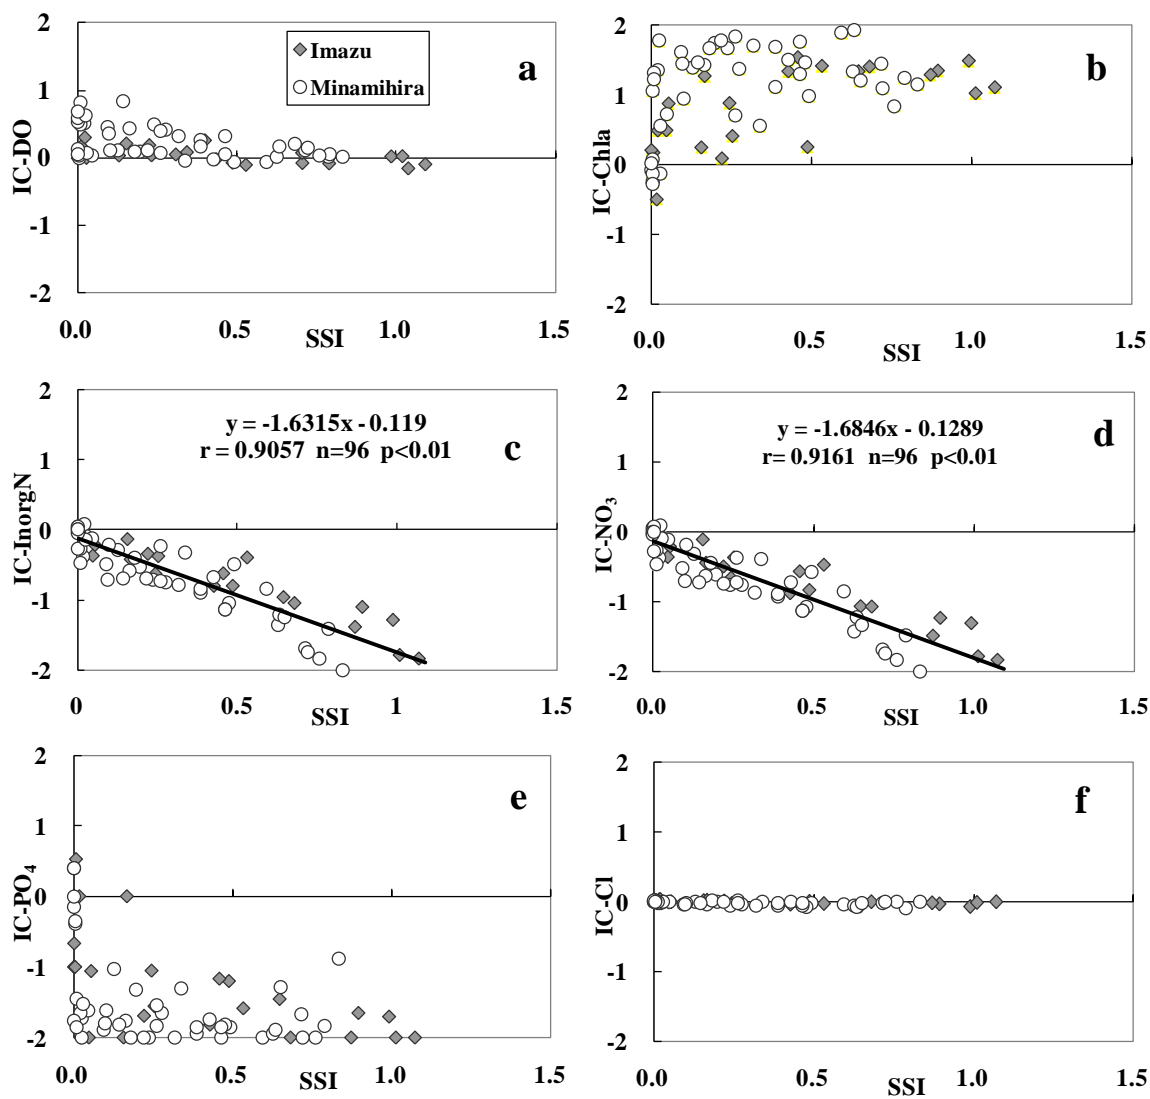 2
1
0
-1
-2
0.0
0.5
1.0
1.5
SSI
IC-DO
a
Imazu
Minamihira
2
1
0
-1
-2
0.0
0.5
1.0
1.5
SSI
IC-Chla
b
2
1
0
-1
-2
0
0.5
1
1.5
SSI
IC-InorgN
y = -1.6315x - 0.119
r = 0.9057 n=96 p<0.01
c
2
1
0
-1
-2
0.0
0.5
1.0
1.5
SSI
IC-NO3
y = -1.6846x - 0.1289
r= 0.9161 n=96 p<0.01
d
2
1
0
-1
-2
0.0
0.5
1.0
1.5
SSI
IC-PO4
e
2
1
0
-1
-2
0.0
0.5
1.0
1.5
SSI
IC-Cl
f